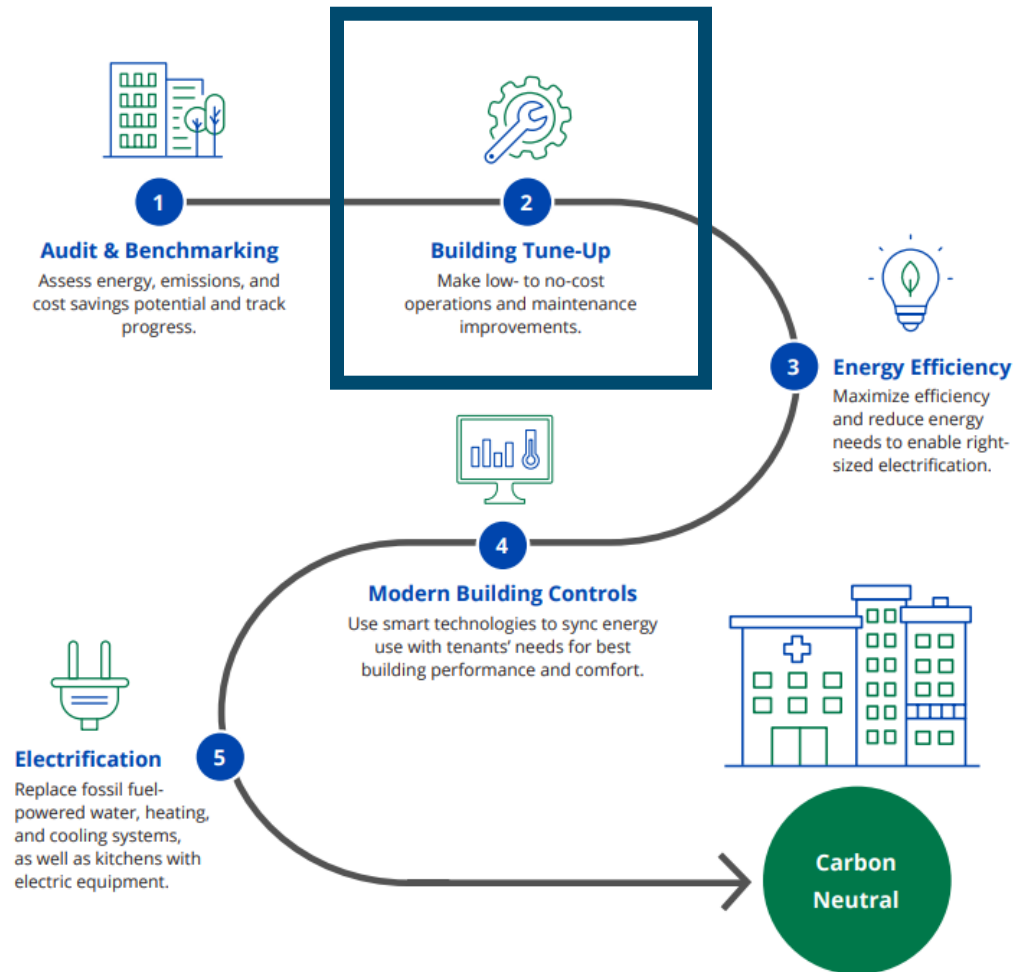 1
Audit & Benchmarking
Assess energy, emissions, and
cost savings potential and track
progress.
2
Building Tune-Up
Make low- to no-cost
operations and maintenance
improvements.
3
Energy Efficiency
Maximize efficiency
and reduce energy
needs to enable right-
sized electrification.
4
Modern Building Controls
Use smart technologies to sync energy
use with tenants’ needs for best
building performance and comfort.
5
Electrification
Replace fossil fuel-
powered water, heating,
and cooling systems,
as well as kitchens with
electric equipment.
Carbon
Neutral